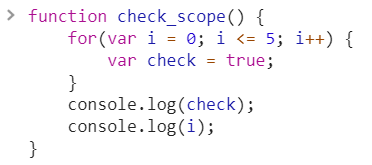 > function check_scope() {
    for(var i = 0; i <= 5; i++) {
        var check = true;
    }
    console.log(check);
    console.log(i);
}